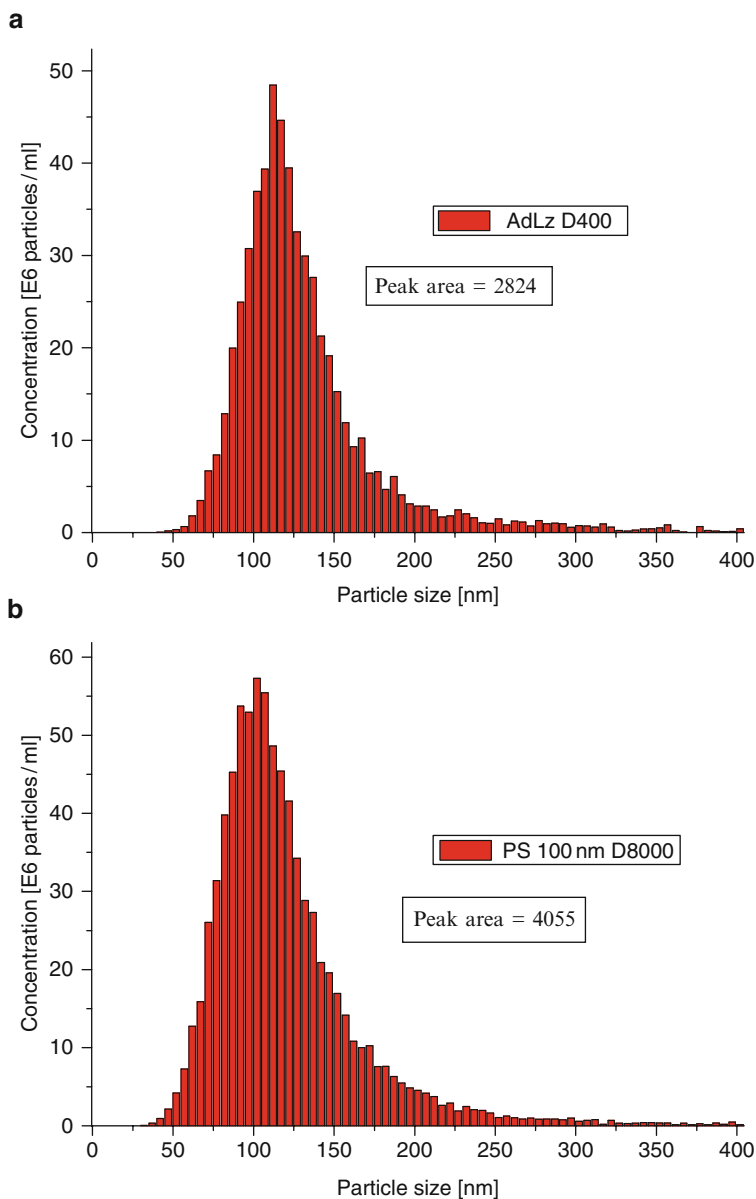 a
50
40
30
20
10
0
Concentration [E6 particles/ml]
AdLz D400
Peak area = 2824
0 50 100 150 200 250 300 350 400
Particle size [nm]
b
60
50
40
30
20
10
0
Concentration [E6 particles/ml]
PS 100 nm D8000
Peak area = 4055
0 50 100 150 200 250 300 350 400
Particle size [nm]